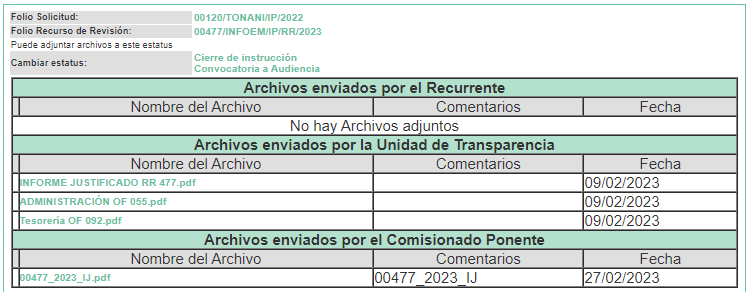 Folio Solicitud: 00120/TONANI/IP/2022
Folio Recurso de Revisión: 00477/INFOEM/IP/RR/2023
Puede adjuntar archivos a este estatus
Cambiar estatus: Cierre de instrucción
Convocatoria a Audiencia
Archivos enviados por el Recurrente
Nombre del Archivo Comentarios Fecha
No hay Archivos adjuntos
Archivos enviados por la Unidad de Transparencia
Nombre del Archivo Comentarios Fecha
INFORME JUSTIFICADO RR 477.pdf 09/02/2023
ADMINISTRACIÓN OF 055.pdf 09/02/2023
Tesorería OF 092.pdf 09/02/2023
Archivos enviados por el Comisionado Ponente
Nombre del Archivo Comentarios Fecha
00477_2023_IJ.pdf 00477_2023_IJ 27/02/2023